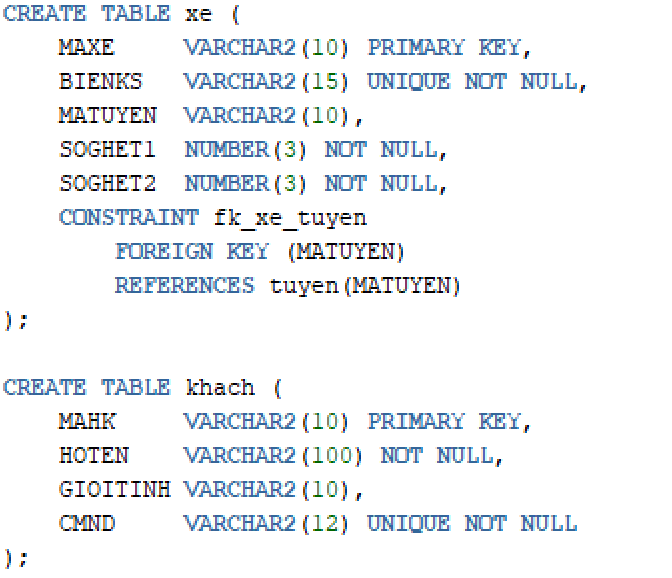 CREATE TABLE xe (
    MAXE     VARCHAR2(10) PRIMARY KEY,
    BIENKS   VARCHAR2(15) UNIQUE NOT NULL,
    MATUYEN  VARCHAR2(10),
    SOGHET1  NUMBER(3) NOT NULL,
    SOGHET2  NUMBER(3) NOT NULL,
    CONSTRAINT fk_xe_tuyen
        FOREIGN KEY (MATUYEN)
        REFERENCES tuyen(MATUYEN)
);

CREATE TABLE khach (
    MAHK     VARCHAR2(10) PRIMARY KEY,
    HOTEN    VARCHAR2(100) NOT NULL,
    GIOITINH VARCHAR2(10),
    CMND     VARCHAR2(12) UNIQUE NOT NULL
);